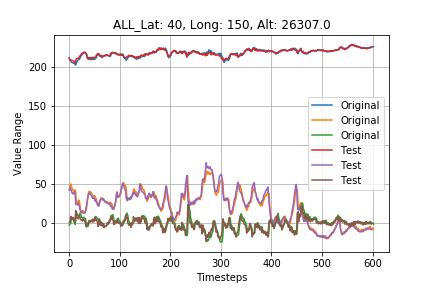 ALL_Lat: 40, Long: 150, Alt: 26307.0
Value Range
200
150
100
50
0
Original
Original
Original
Test
Test
Test
0 100 200 300 400 500 600
Timesteps